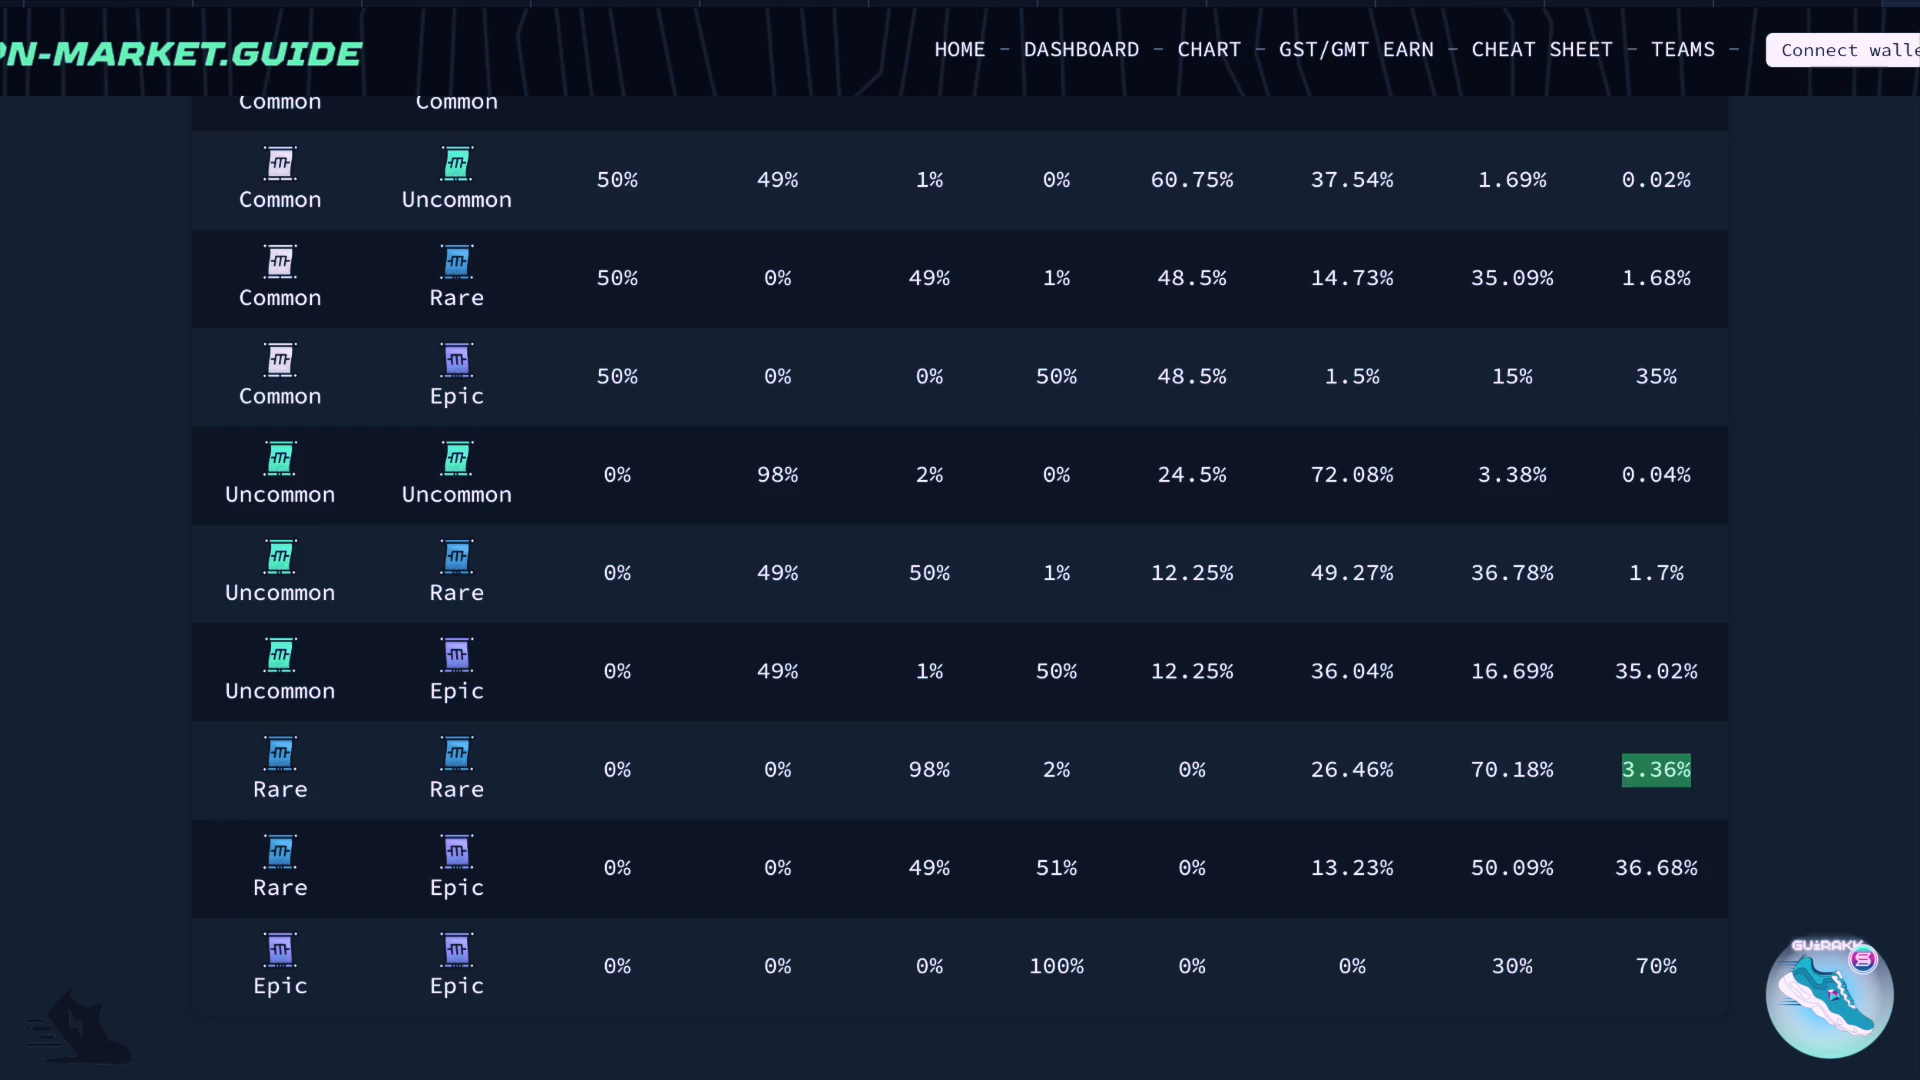 ON-MARKET.GUIDE
HOME – DASHBOARD – CHART – GST/GMT EARN – CHEAT SHEET – TEAMS –
Connect walle
Common Common
Common Uncommon 50% 49% 1% 0% 60.75% 37.54% 1.69% 0.02%
Common Rare 50% 0% 49% 1% 48.5% 14.73% 35.09% 1.68%
Common Epic 50% 0% 0% 50% 48.5% 1.5% 15% 35%
Uncommon Uncommon 0% 98% 2% 0% 24.5% 72.08% 3.38% 0.04%
Uncommon Rare 0% 49% 50% 1% 12.25% 49.27% 36.78% 1.7%
Uncommon Epic 0% 49% 1% 50% 12.25% 36.04% 16.69% 35.02%
Rare Rare 0% 0% 98% 2% 0% 26.46% 70.18% 3.36%
Rare Epic 0% 0% 49% 51% 0% 13.23% 50.09% 36.68%
Epic Epic 0% 0% 0% 100% 0% 0% 30% 70%
GUIRAKK